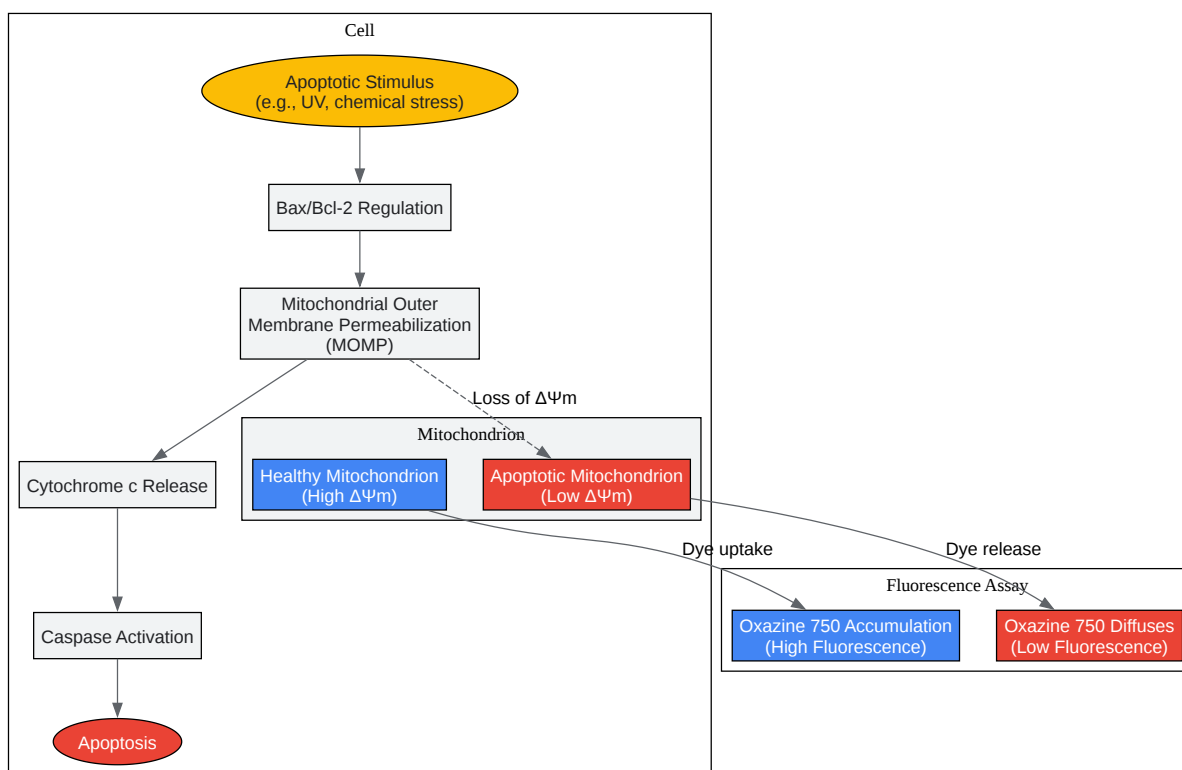 Cell
Apoptotic Stimulus
(e.g., UV, chemical stress)
Bax/Bcl-2 Regulation
Mitochondrial Outer
Membrane Permeabilization
(MOMP)
Loss of ΔΨm
Mitochondrion
Healthy Mitochondrion
(High ΔΨm)
Apoptotic Mitochondrion
(Low ΔΨm)
Cytochrome c Release
Dye uptake
Dye release
Fluorescence Assay
Oxazine 750 Accumulation
(High Fluorescence)
Oxazine 750 Diffuses
(Low Fluorescence)
Caspase Activation
Apoptosis